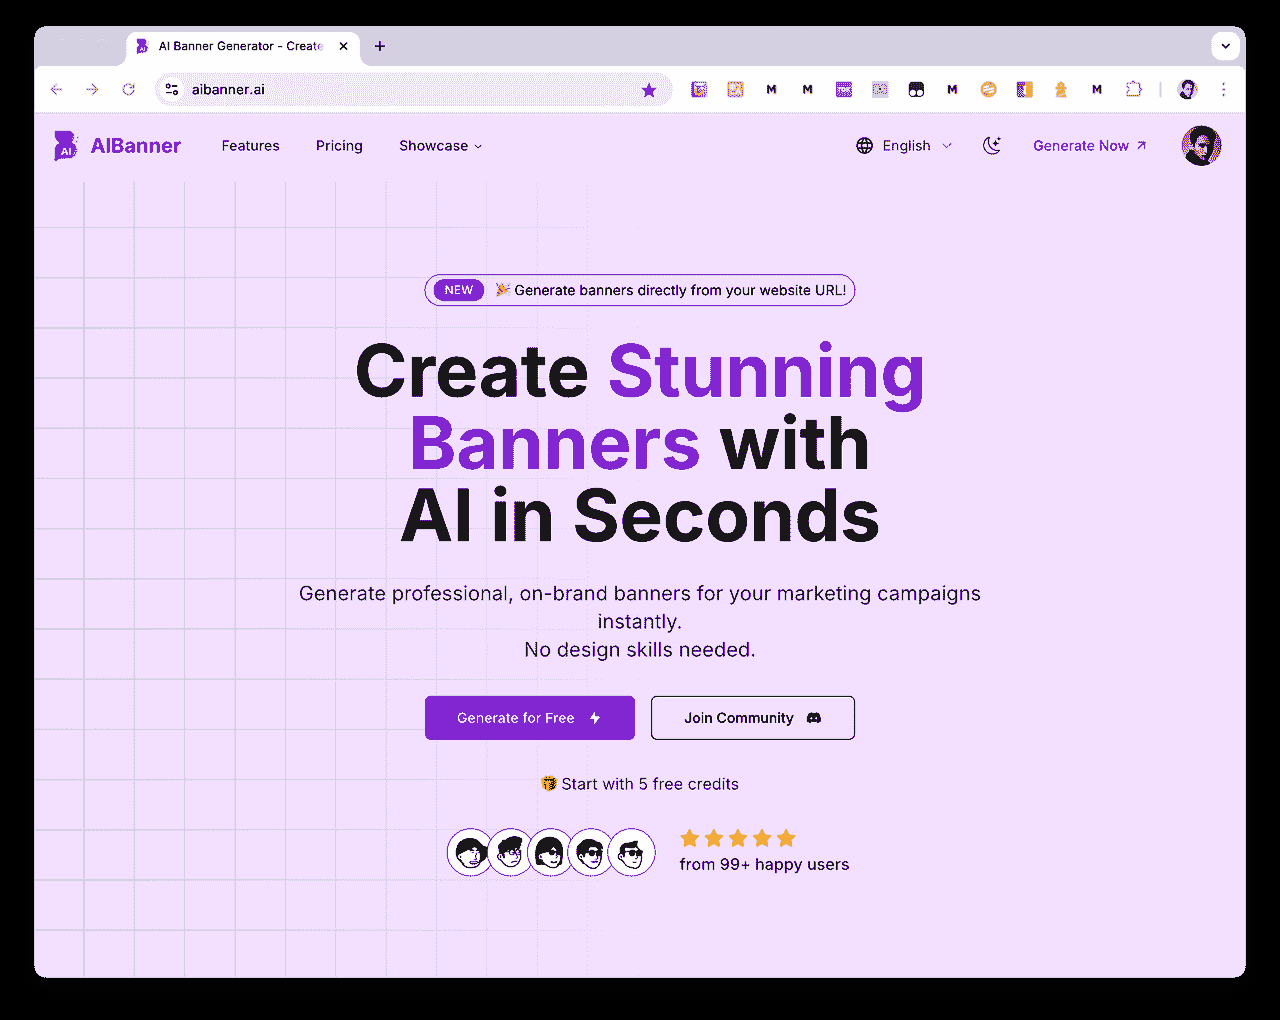 AI Banner Generator - Create
aibanner.ai
AI AIBanner
Features
Pricing
Showcase
English
Generate Now
NEW 🎉 Generate banners directly from your website URL!
Create Stunning
Banners with
AI in Seconds
Generate professional, on-brand banners for your marketing campaigns
instantly.
No design skills needed.
Generate for Free
Join Community
Start with 5 free credits
from 99+ happy users